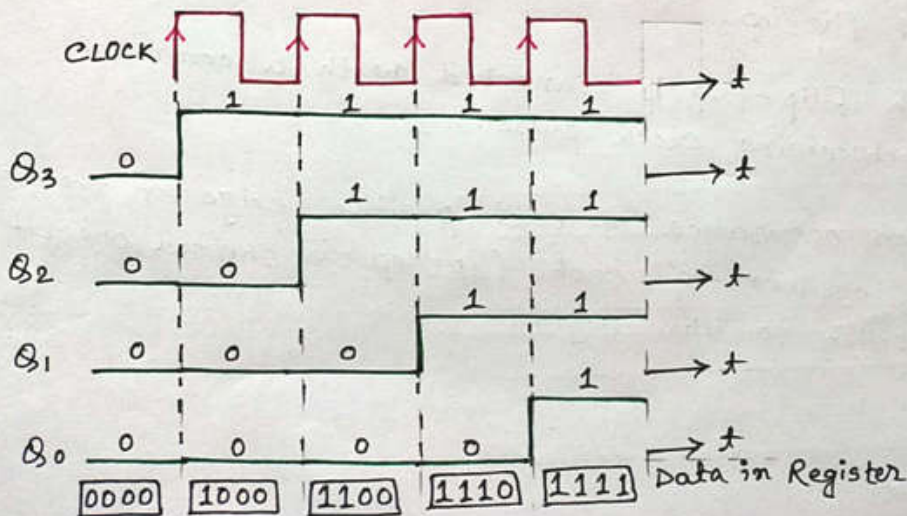 CLOCK t
1 1 1 1
Q3 0 t
1 1 1
Q2 0 0 t
1 1
Q1 0 0 0 t
1
Q0 0 0 0 0 t
0000 1000 1100 1110 1111 Data in Register